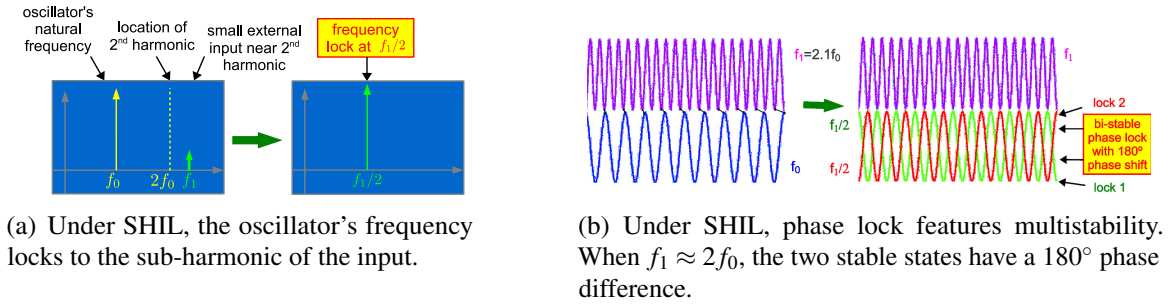 oscillator's
natural
frequency
location of
2nd harmonic
small external
input near 2nd
harmonic
frequency
lock at f1/2
f0
2f0
f1
f1/2
(a) Under SHIL, the oscillator's frequency
locks to the sub-harmonic of the input.
f1=2.1f0
f0
f1
f1/2
f1/2
lock 2
bi-stable
phase lock
with 180º
phase shift
lock 1
(b) Under SHIL, phase lock features multistability.
When f1 ≈ 2f0, the two stable states have a 180° phase
difference.